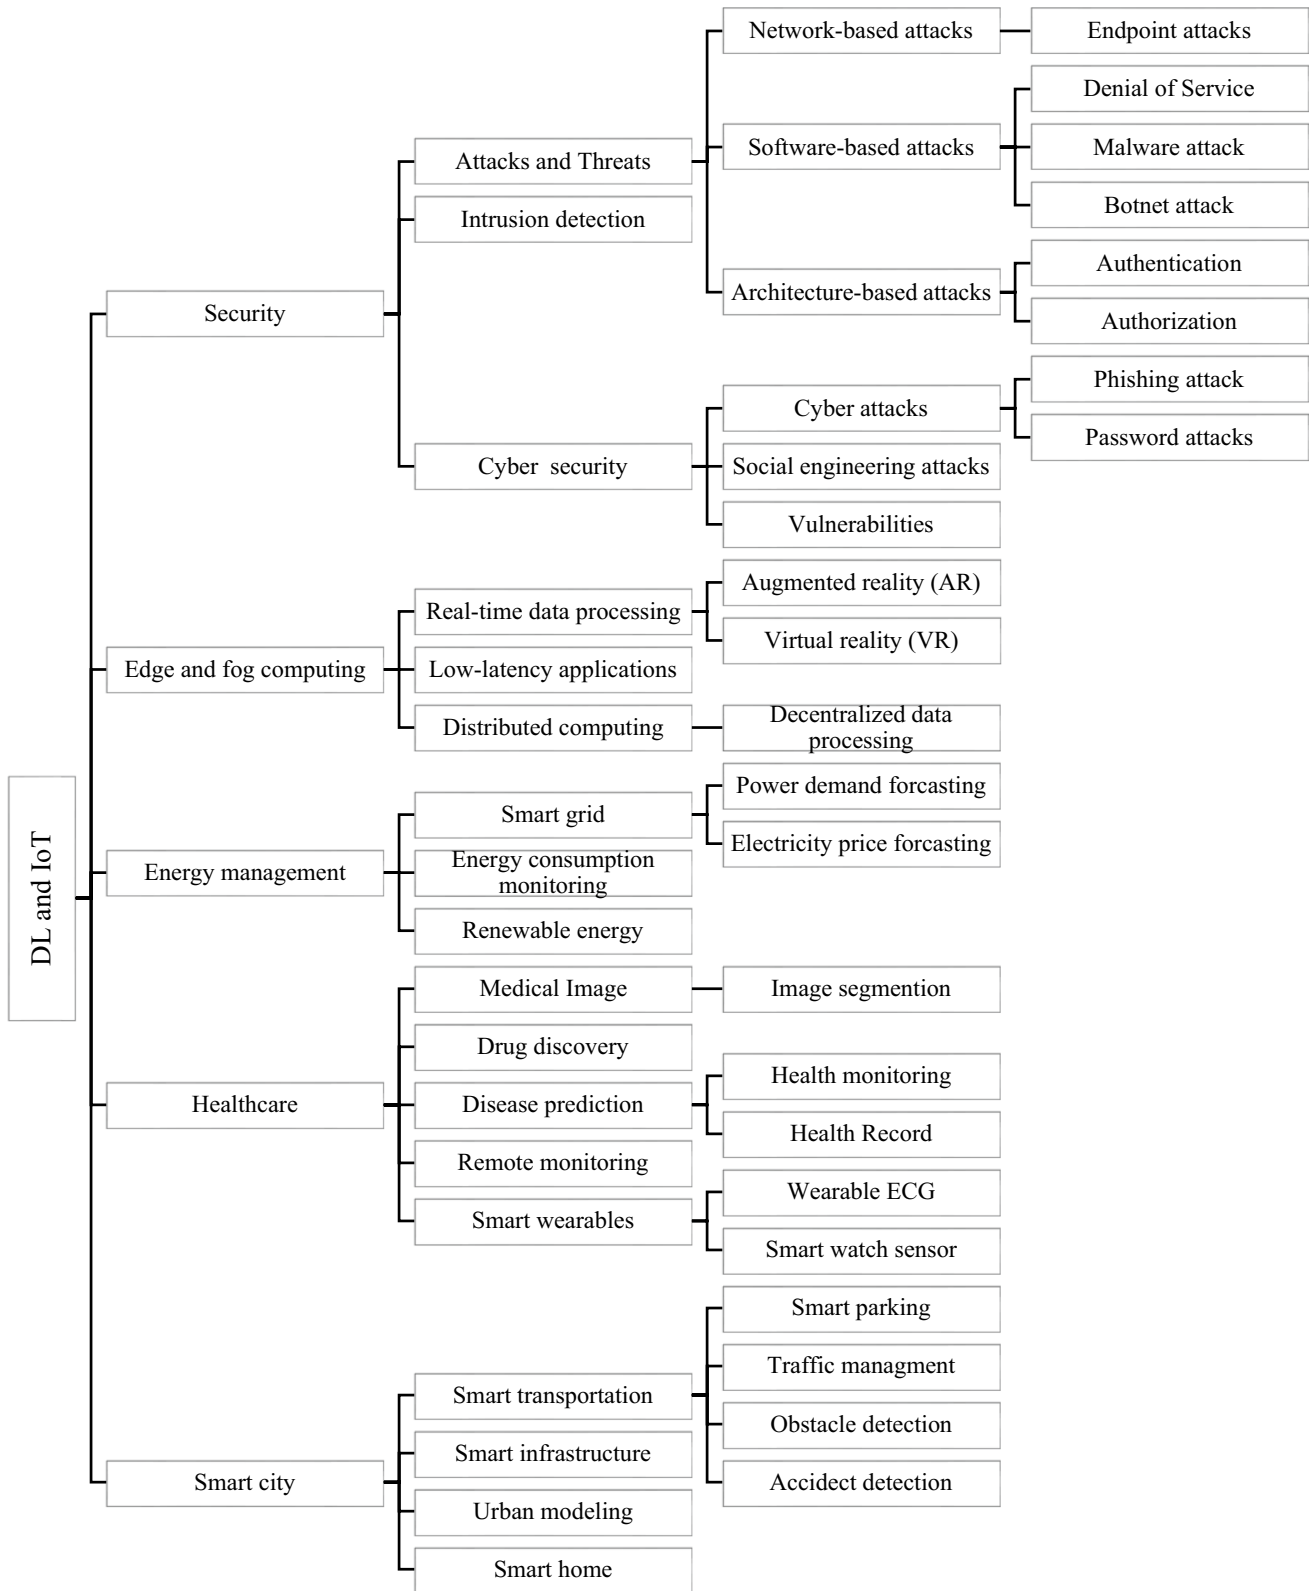 DL and IoT
Security
Attacks and Threats
Network-based attacks
Endpoint attacks
Software-based attacks
Denial of Service
Malware attack
Botnet attack
Architecture-based attacks
Authentication
Authorization
Intrusion detection
Cyber  security
Cyber attacks
Phishing attack
Password attacks
Social engineering attacks
Vulnerabilities
Edge and fog computing
Real-time data processing
Augmented reality (AR)
Virtual reality (VR)
Low-latency applications
Distributed computing
Decentralized data
processing
Energy management
Smart grid
Power demand forcasting
Electricity price forcasting
Energy consumption
monitoring
Renewable energy
Healthcare
Medical Image
Image segmention
Drug discovery
Disease prediction
Health monitoring
Health Record
Remote monitoring
Smart wearables
Wearable ECG
Smart watch sensor
Smart city
Smart transportation
Smart parking
Traffic managment
Obstacle detection
Accidect detection
Smart infrastructure
Urban modeling
Smart home